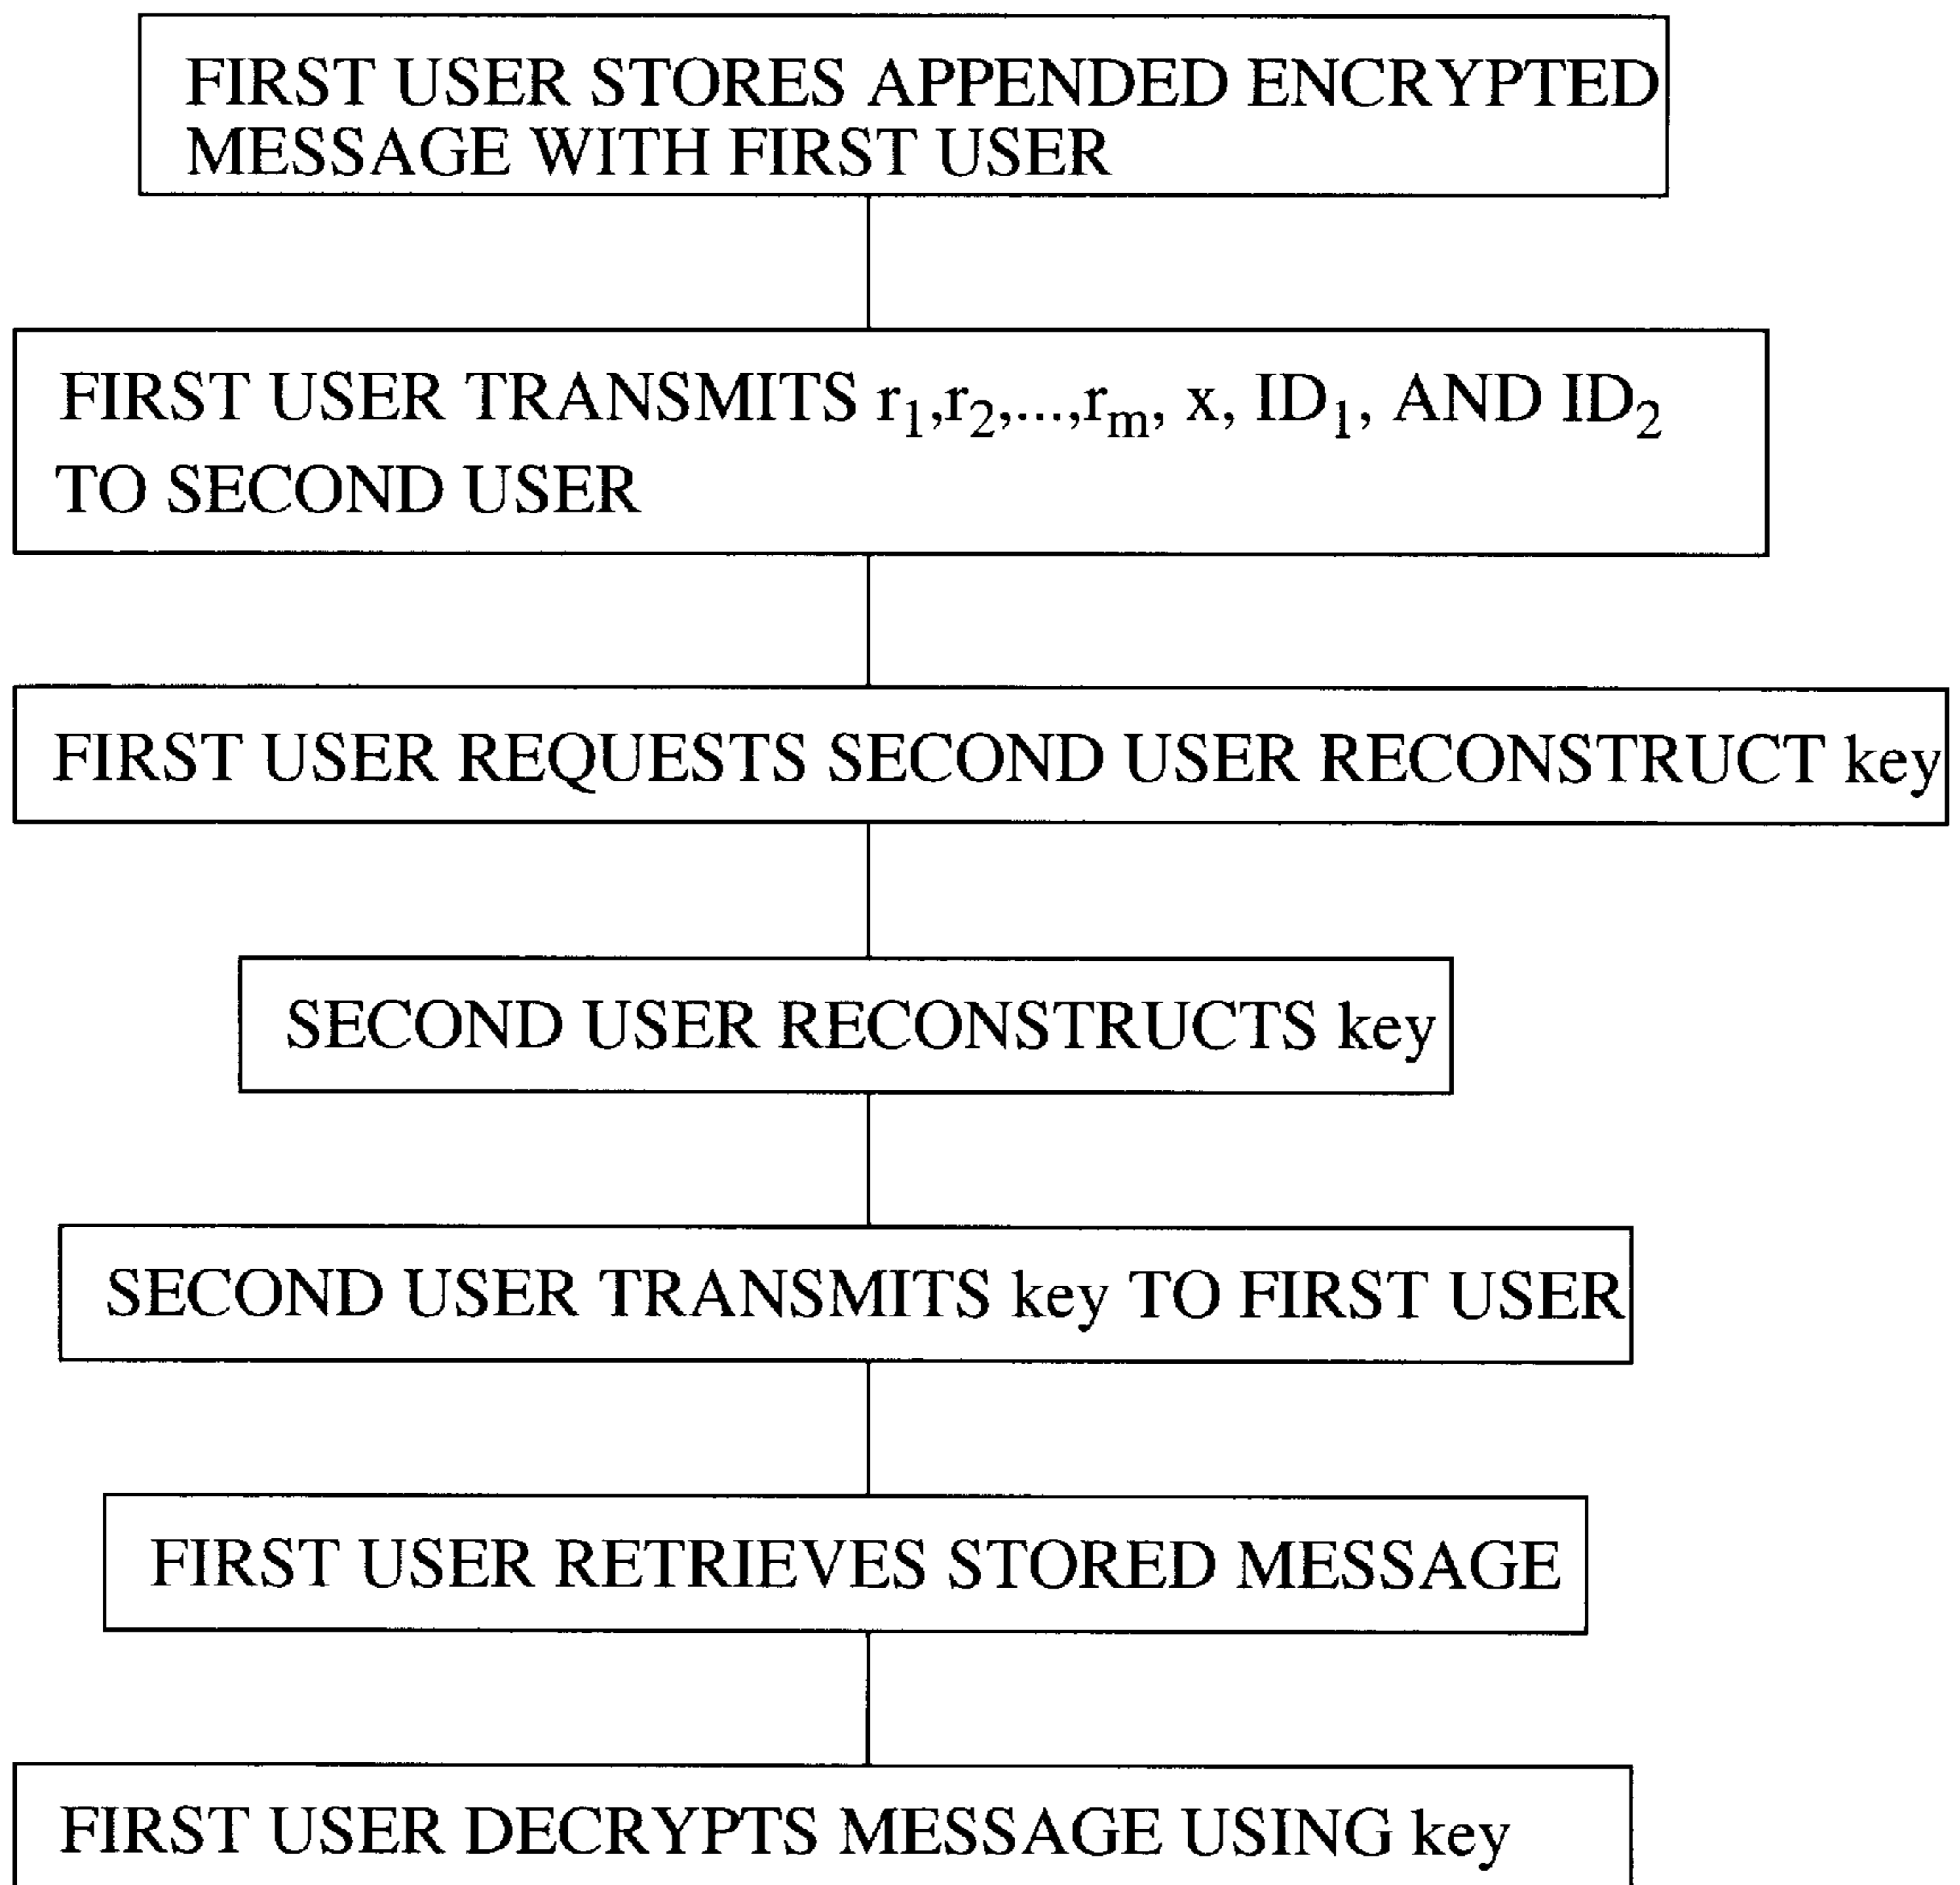 FIRST USER STORES APPENDED ENCRYPTED
MESSAGE WITH FIRST USER
FIRST USER TRANSMITS r₁,r₂,...,rₘ, x, ID₁, AND ID₂
TO SECOND USER
FIRST USER REQUESTS SECOND USER RECONSTRUCT key
SECOND USER RECONSTRUCTS key
SECOND USER TRANSMITS key TO FIRST USER
FIRST USER RETRIEVES STORED MESSAGE
FIRST USER DECRYPTS MESSAGE USING key